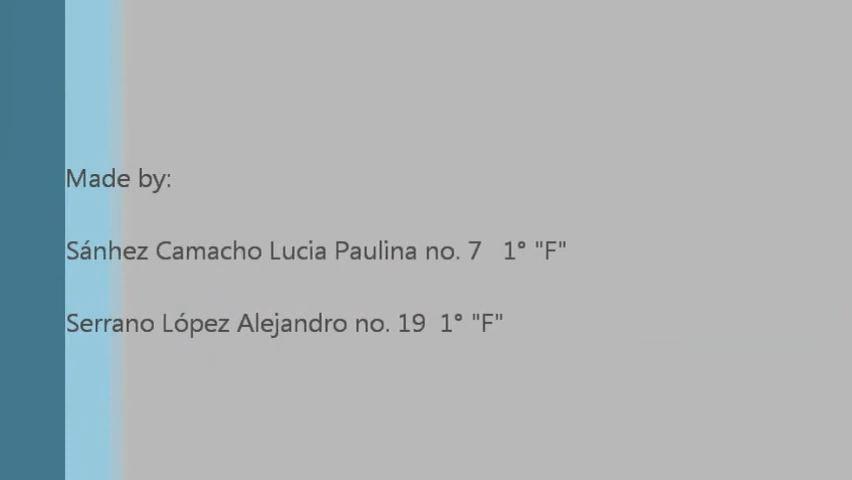 Made by:
Sánhez Camacho Lucia Paulina no. 7 1° "F"
Serrano López Alejandro no. 19 1° "F"